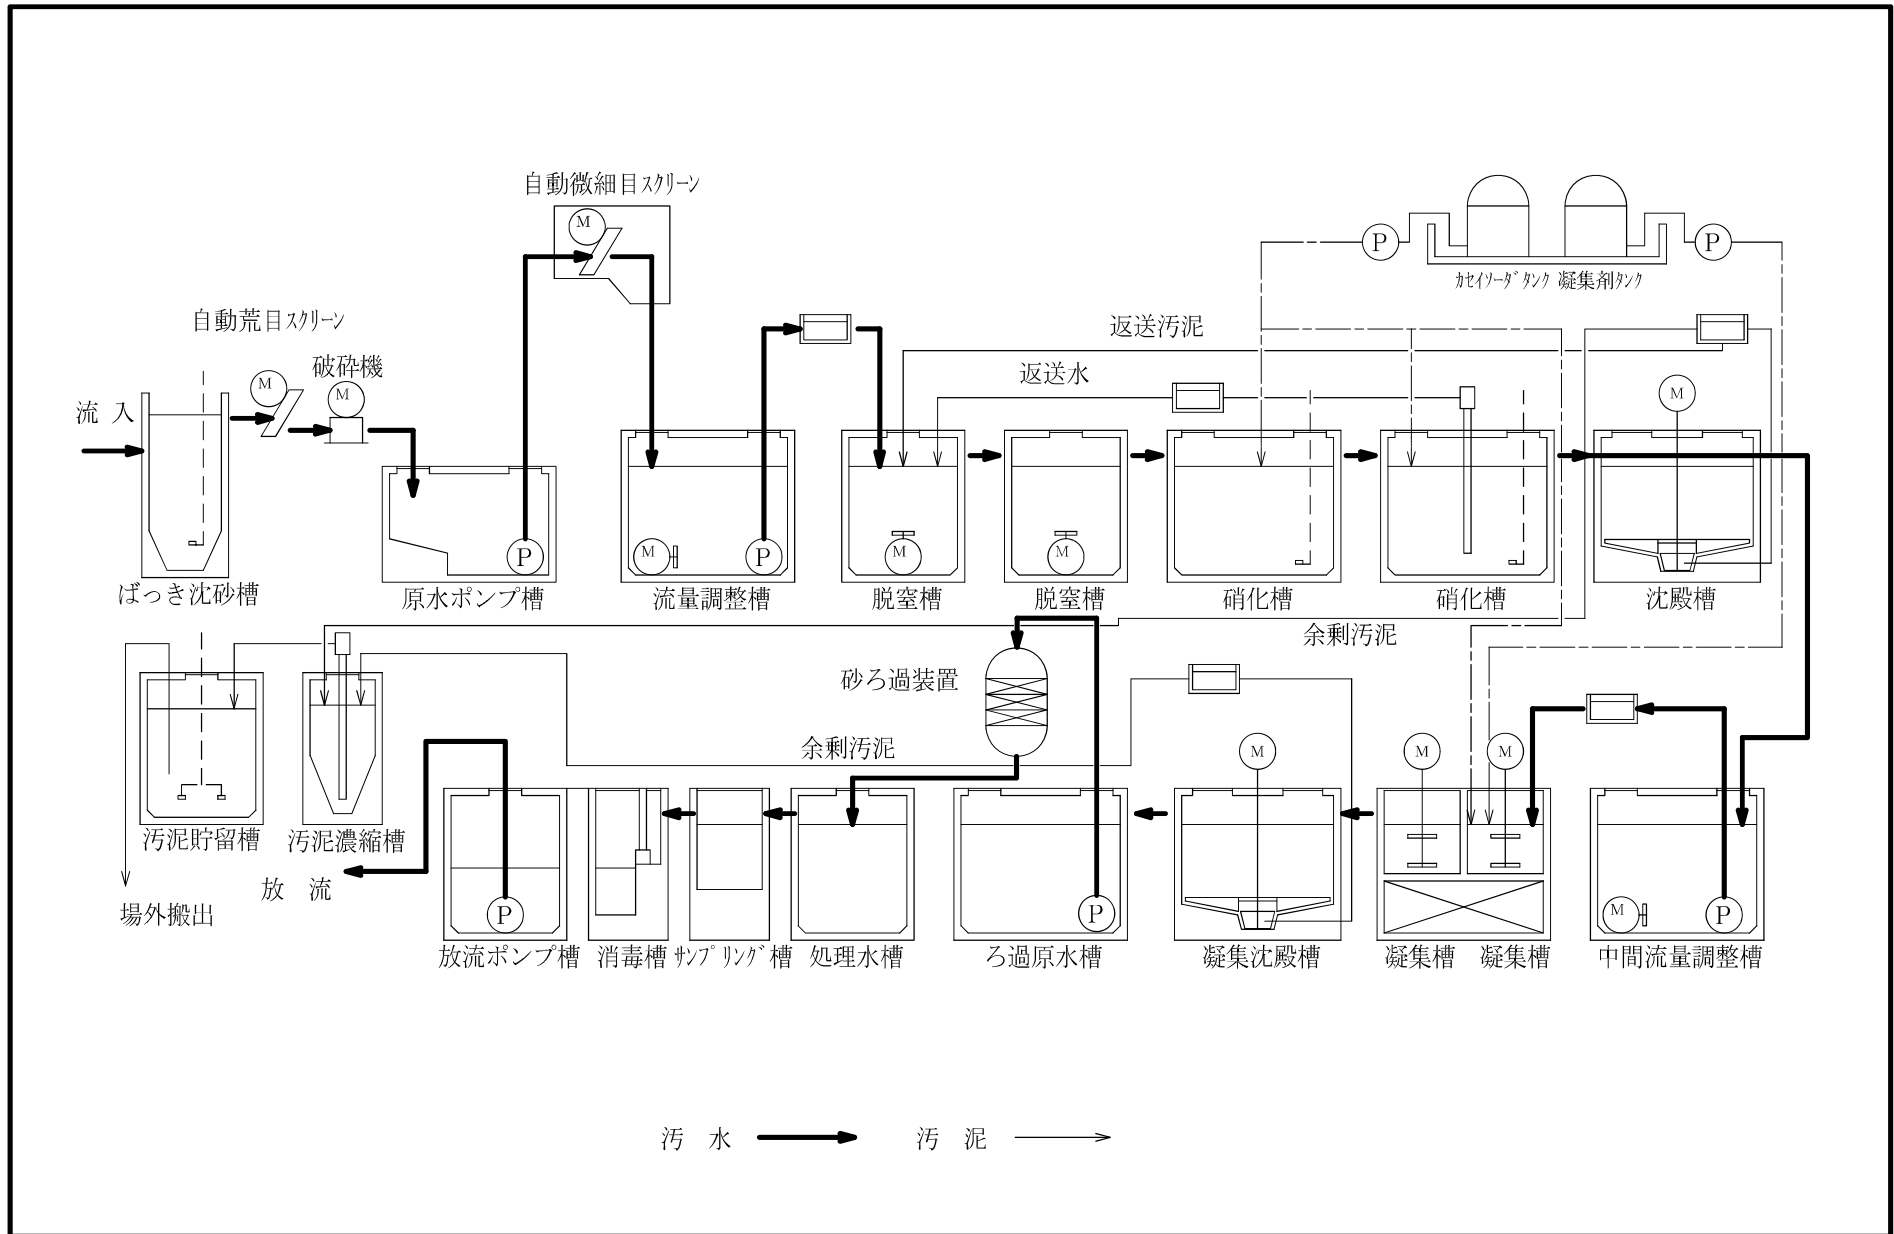 自動微細目スクリーン
M
P
P
カセイソーダタンク 凝集剤タンク
自動荒目スクリーン
返送汚泥
破砕機
返送水
M
M
M
流 入
P
M
P
M
M
ばっき沈砂槽
原水ポンプ槽
流量調整槽
脱窒槽
脱窒槽
硝化槽
硝化槽
沈殿槽
余剰汚泥
砂ろ過装置
余剰汚泥
M
M
M
汚泥貯留槽
汚泥濃縮槽
放 流
場外搬出
P
P
M
P
放流ポンプ槽
消毒槽
サンプリング槽
処理水槽
ろ過原水槽
凝集沈殿槽
凝集槽
凝集槽
中間流量調整槽
汚 水
汚 泥